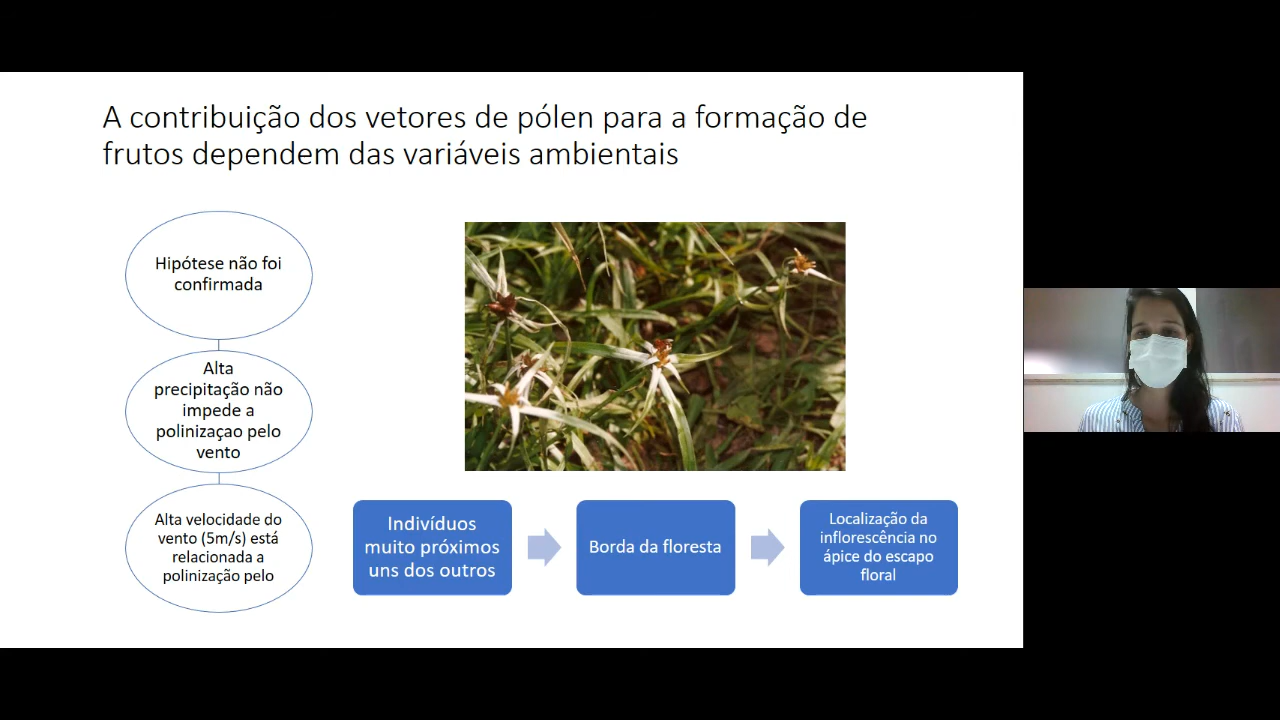 A contribuição dos vetores de pólen para a formação de
frutos dependem das variáveis ambientais
Hipótese não foi
confirmada
Alta
precipitação não
impede a
polinizaçao pelo
vento
Alta velocidade do
vento (5m/s) está
relacionada a
polinização pelo
Indivíduos
muito próximos
uns dos outros
Borda da floresta
Localização da
inflorescência no
ápice do escapo
floral